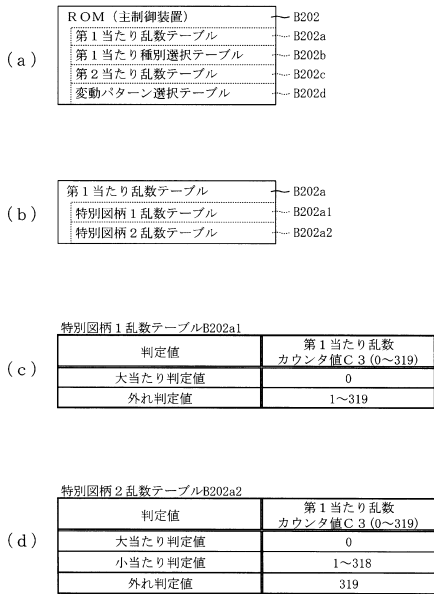 (a)
ROM(主制御装置) B202
第1当たり乱数テーブル B202a
第1当たり種別選択テーブル B202b
第2当たり乱数テーブル B202c
変動パターン選択テーブル B202d
(b)
第1当たり乱数テーブル B202a
特別図柄1乱数テーブル B202a1
特別図柄2乱数テーブル B202a2
(c)
特別図柄1乱数テーブルB202a1
判定値 第1当たり乱数
カウンタ値C3(0~319)
大当たり判定値 0
外れ判定値 1~319
(d)
特別図柄2乱数テーブルB202a2
判定値 第1当たり乱数
カウンタ値C3(0~319)
大当たり判定値 0
小当たり判定値 1~318
外れ判定値 319